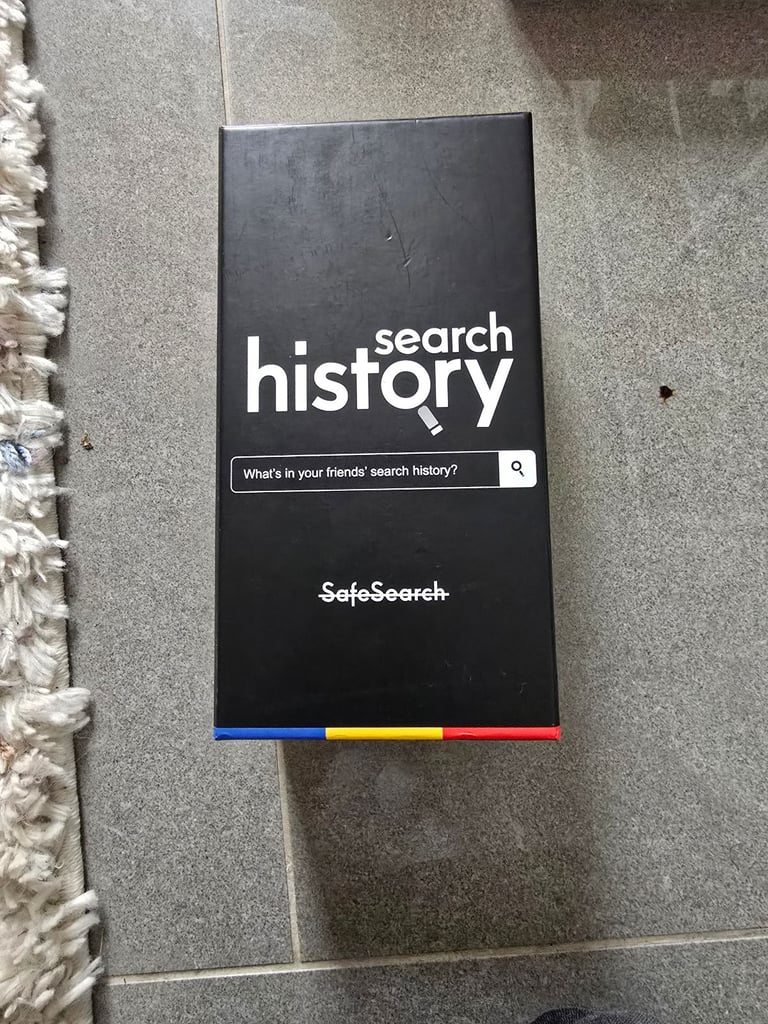 search
history
What's in your friends' search history?
SafeSearch